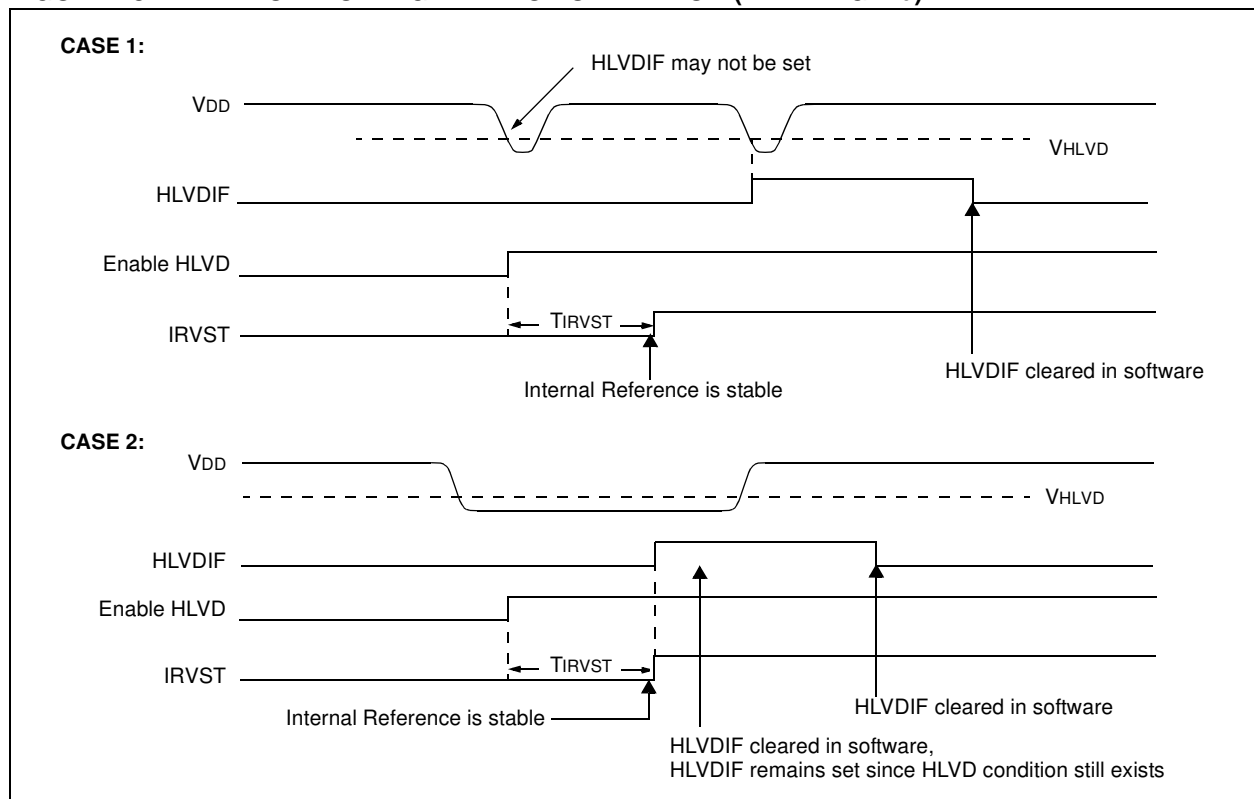 CASE 1:
HLVDIF may not be set
VDD
VHLVD
HLVDIF
Enable HLVD
TIRVST
IRVST
HLVDIF cleared in software
Internal Reference is stable
CASE 2:
VDD
VHLVD
HLVDIF
Enable HLVD
TIRVST
IRVST
HLVDIF cleared in software
Internal Reference is stable
HLVDIF cleared in software,
HLVDIF remains set since HLVD condition still exists